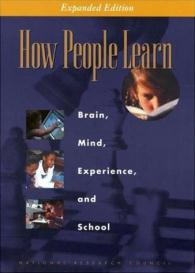 Expanded Edition
How People Learn
Brain,
Mind,
Experience,
and
School
NATIONAL RESEARCH COUNCIL